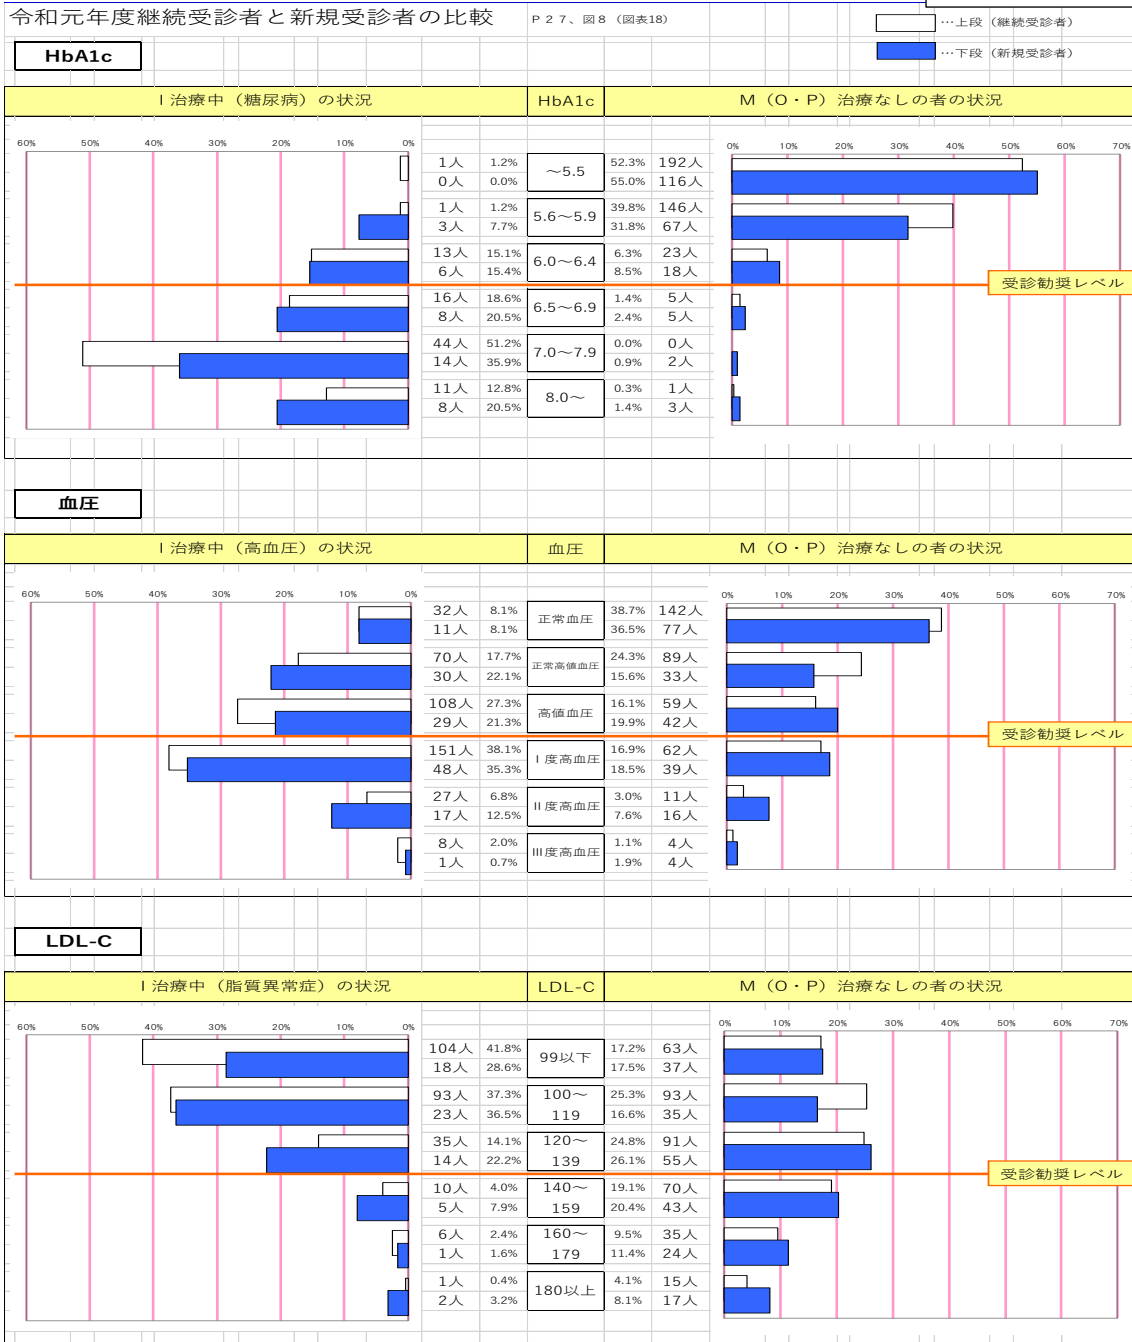 令和元年度継続受診者と新規受診者の比較 P27、図8（図表18）
…上段（継続受診者）
…下段（新規受診者）
HbA1c
I 治療中（糖尿病）の状況 HbA1c M（O・P）治療なしの者の状況
60% 50% 40% 30% 20% 10% 0% 0% 10% 20% 30% 40% 50% 60% 70%
1人 1.2% ～5.5 52.3% 192人
0人 0.0% 55.0% 116人
1人 1.2% 5.6～5.9 39.8% 146人
3人 7.7% 31.8% 67人
13人 15.1% 6.0～6.4 6.3% 23人
6人 15.4% 8.5% 18人
受診勧奨レベル
16人 18.6% 6.5～6.9 1.4% 5人
8人 20.5% 2.4% 5人
44人 51.2% 7.0～7.9 0.0% 0人
14人 35.9% 0.9% 2人
11人 12.8% 8.0～ 0.3% 1人
8人 20.5% 1.4% 3人
血圧
I 治療中（高血圧）の状況 血圧 M（O・P）治療なしの者の状況
60% 50% 40% 30% 20% 10% 0% 0% 10% 20% 30% 40% 50% 60% 70%
32人 8.1% 正常血圧 38.7% 142人
11人 8.1% 36.5% 77人
70人 17.7% 正常高値血圧 24.3% 89人
30人 22.1% 15.6% 33人
108人 27.3% 高値血圧 16.1% 59人
29人 21.3% 19.9% 42人
受診勧奨レベル
151人 38.1% I度高血圧 16.9% 62人
48人 35.3% 18.5% 39人
27人 6.8% II度高血圧 3.0% 11人
17人 12.5% 7.6% 16人
8人 2.0% III度高血圧 1.1% 4人
1人 0.7% 1.9% 4人
LDL-C
I 治療中（脂質異常症）の状況 LDL-C M（O・P）治療なしの者の状況
60% 50% 40% 30% 20% 10% 0% 0% 10% 20% 30% 40% 50% 60% 70%
104人 41.8% 99以下 17.2% 63人
18人 28.6% 17.5% 37人
93人 37.3% 100～ 25.3% 93人
23人 36.5% 119 16.6% 35人
35人 14.1% 120～ 24.8% 91人
14人 22.2% 139 26.1% 55人
受診勧奨レベル
10人 4.0% 140～ 19.1% 70人
5人 7.9% 159 20.4% 43人
6人 2.4% 160～ 9.5% 35人
1人 1.6% 179 11.4% 24人
1人 0.4% 180以上 4.1% 15人
2人 3.2% 8.1% 17人